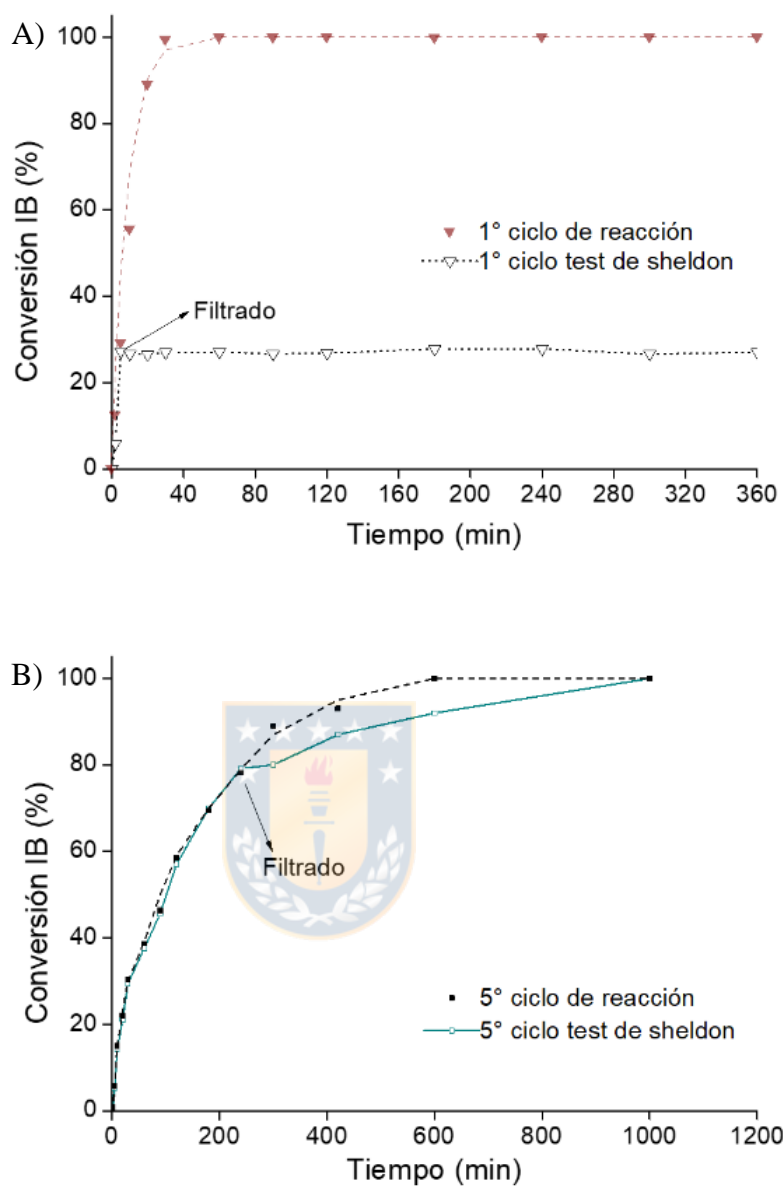 A)
100
80
60
40
20
0
Conversión IB (%)
1° ciclo de reacción
1° ciclo test de sheldon
Filtrado
0 40 80 120 160 200 240 280 320 360
Tiempo (min)
B)
100
80
60
40
20
0
Conversión IB (%)
Filtrado
5° ciclo de reacción
5° ciclo test de sheldon
0 200 400 600 800 1000 1200
Tiempo (min)